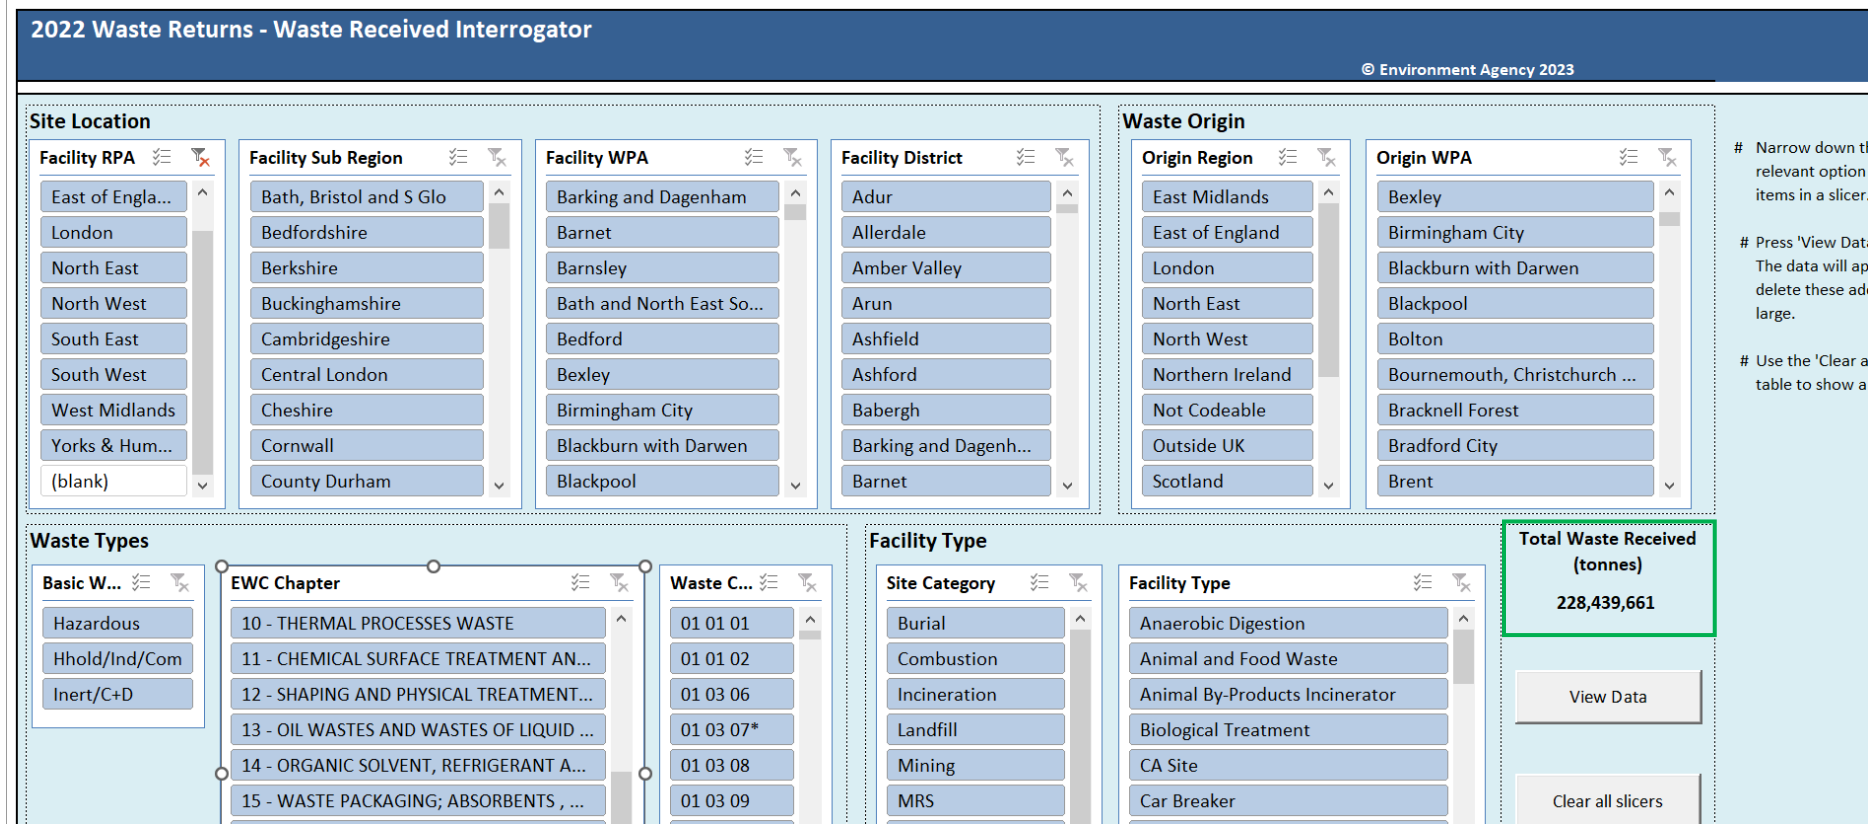 2022 Waste Returns - Waste Received Interrogator
© Environment Agency 2023
Site Location
Facility RPA
East of Engla...
London
North East
North West
South East
South West
West Midlands
Yorks & Hum...
(blank)
Facility Sub Region
Bath, Bristol and S Glo
Bedfordshire
Berkshire
Buckinghamshire
Cambridgeshire
Central London
Cheshire
Cornwall
County Durham
Facility WPA
Barking and Dagenham
Barnet
Barnsley
Bath and North East So...
Bedford
Bexley
Birmingham City
Blackburn with Darwen
Blackpool
Facility District
Adur
Allerdale
Amber Valley
Arun
Ashfield
Ashford
Babergh
Barking and Dagenh...
Barnet
Waste Origin
Origin Region
East Midlands
East of England
London
North East
North West
Northern Ireland
Not Codeable
Outside UK
Scotland
Origin WPA
Bexley
Birmingham City
Blackburn with Darwen
Blackpool
Bolton
Bournemouth, Christchurch ...
Bracknell Forest
Bradford City
Brent
# Narrow down th
relevant option
items in a slicer.
# Press 'View Data
The data will ap
delete these add
large.
# Use the 'Clear a
table to show a
Waste Types
Basic W...
Hazardous
Hhold/Ind/Com
Inert/C+D
EWC Chapter
10 - THERMAL PROCESSES WASTE
11 - CHEMICAL SURFACE TREATMENT AN...
12 - SHAPING AND PHYSICAL TREATMENT...
13 - OIL WASTES AND WASTES OF LIQUID ...
14 - ORGANIC SOLVENT, REFRIGERANT A...
15 - WASTE PACKAGING; ABSORBENTS , ...
Waste C...
01 01 01
01 01 02
01 03 06
01 03 07*
01 03 08
01 03 09
Facility Type
Site Category
Burial
Combustion
Incineration
Landfill
Mining
MRS
Facility Type
Anaerobic Digestion
Animal and Food Waste
Animal By-Products Incinerator
Biological Treatment
CA Site
Car Breaker
Total Waste Received
(tonnes)
228,439,661
View Data
Clear all slicers